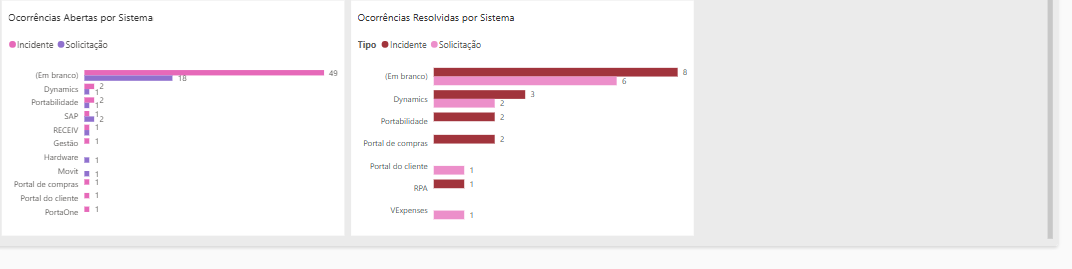 Ocorrências Abertas por Sistema
Incidente Solicitação
(Em branco) 49
18
Dynamics 2
1
Portabilidade 2
1
SAP 1
2
RECEIV 1
Gestão 1
Hardware 1
Movit 1
Portal de compras 1
Portal do cliente 1
PortaOne 1
Ocorrências Resolvidas por Sistema
Tipo Incidente Solicitação
(Em branco) 8
6
Dynamics 3
2
Portabilidade 2
Portal de compras 2
Portal do cliente 1
RPA 1
VExpenses 1